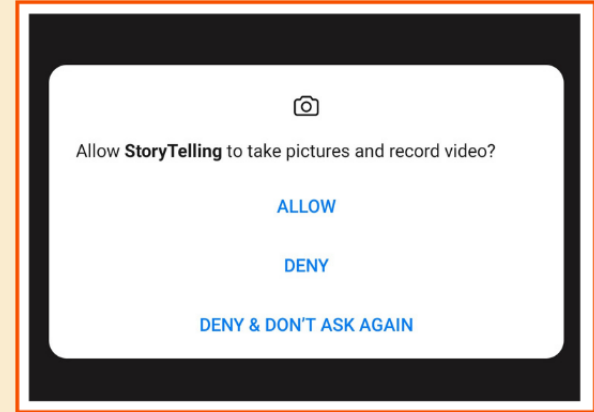 Allow StoryTelling to take pictures and record video?
ALLOW
DENY
DENY & DON'T ASK AGAIN